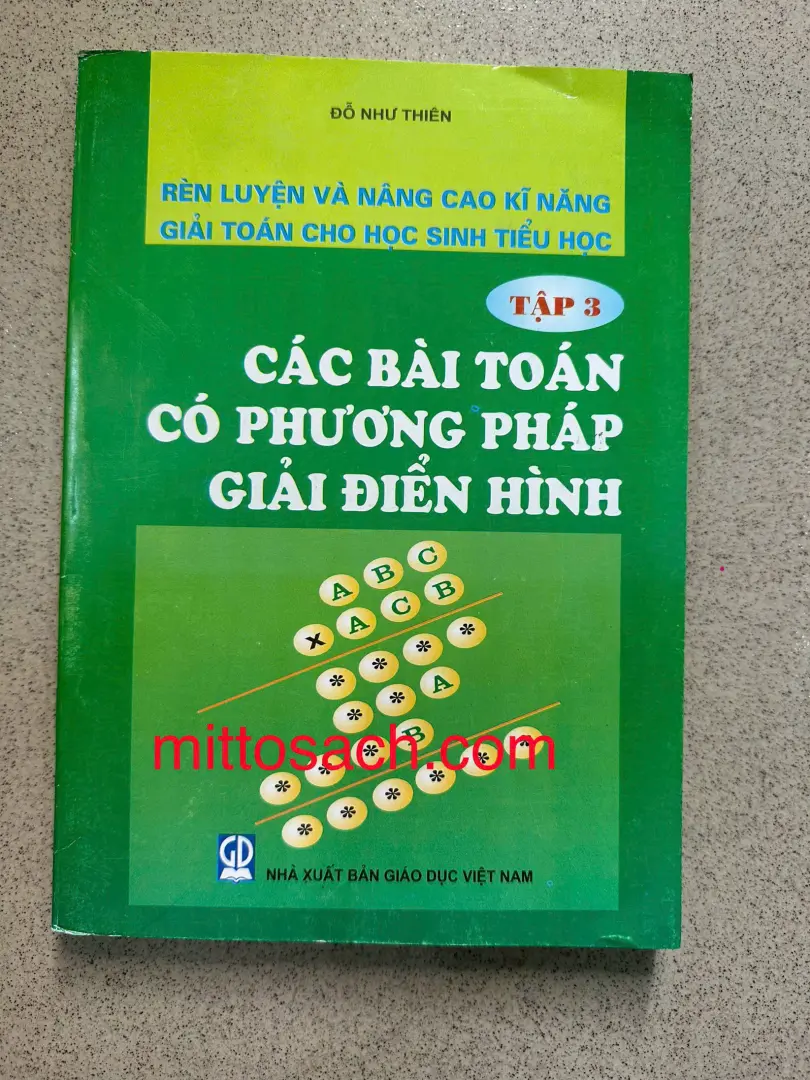 ĐỖ NHƯ THIÊN
RÈN LUYỆN VÀ NÂNG CAO KĨ NĂNG
GIẢI TOÁN CHO HỌC SINH TIỂU HỌC
TẬP 3
CÁC BÀI TOÁN
CÓ PHƯƠNG PHÁP
GIẢI ĐIỂN HÌNH
A B C
x A C B
* * * *
* * A
* * * B
* * * * * *
mittosach.com
GD
NHÀ XUẤT BẢN GIÁO DỤC VIỆT NAM